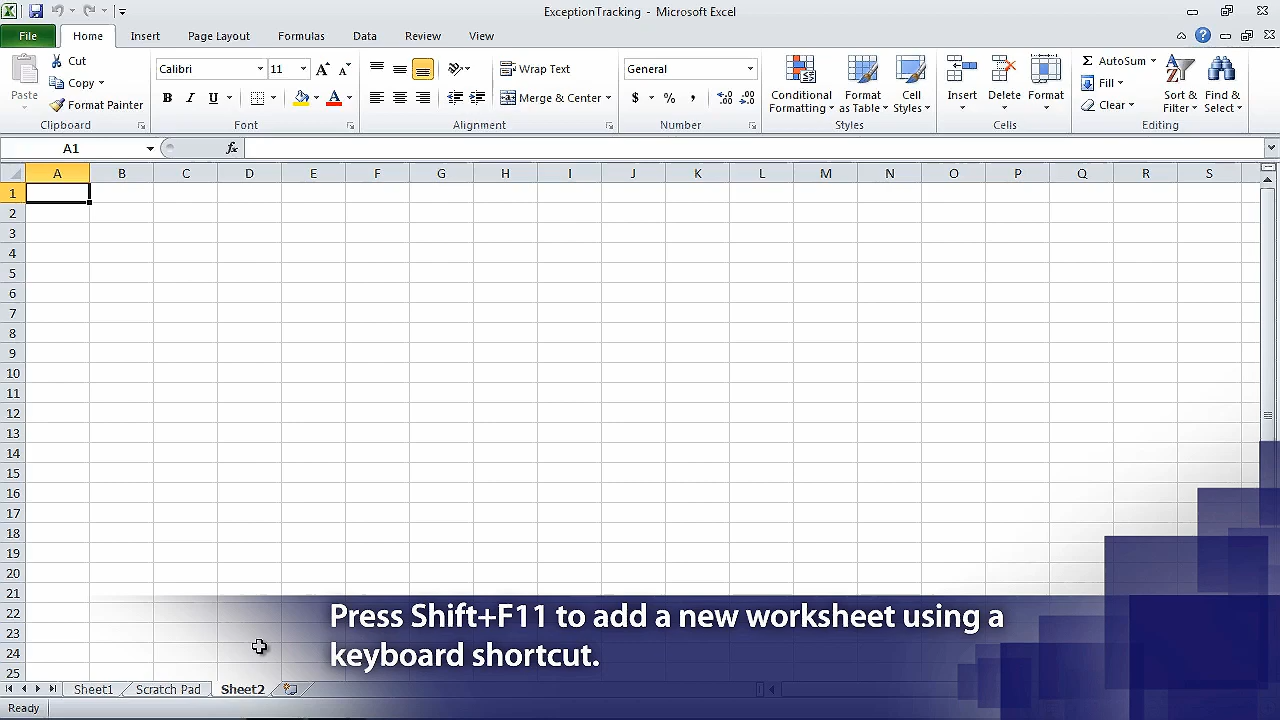 ExceptionTracking - Microsoft Excel
File Home Insert Page Layout Formulas Data Review View
Paste
Cut
Copy
Format Painter
Clipboard
Calibri 11
B I U A
Font
Wrap Text
Merge & Center
Alignment
General
$ % , .00
Number
Conditional Formatting
Format as Table
Cell Styles
Styles
Insert Delete Format
Cells
Σ AutoSum
Fill
Clear
Sort & Filter
Find & Select
Editing
A1 fx
A B C D E F G H I J K L M N O P Q R S
1
2
3
4
5
6
7
8
9
10
11
12
13
14
15
16
17
18
19
20
21
22
23
24
25
Press Shift+F11 to add a new worksheet using a
keyboard shortcut.
Sheet1 Scratch Pad Sheet2
Ready